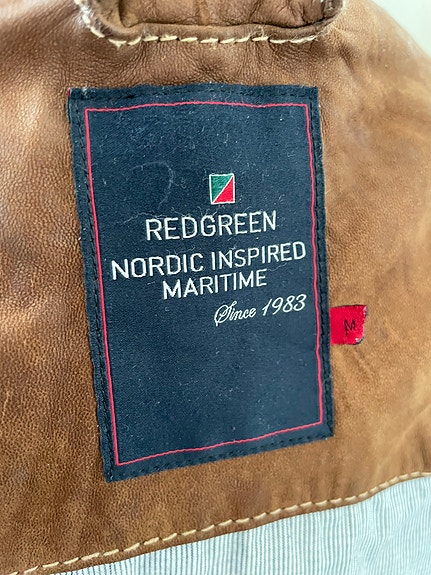 REDGREEN
NORDIC INSPIRED
MARITIME
Since 1983
M